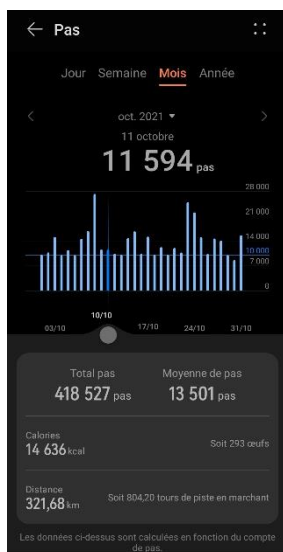 Pas
Jour Semaine Mois Année
oct. 2021
11 octobre
11 594 pas
28 000
21 000
14 000
10 000
7 000
0
10/10
03/10 17/10 24/10 31/10
Total pas Moyenne de pas
418 527 pas 13 501 pas
Calories
14 636 kcal Soit 293 œufs
Distance
321,68 km Soit 804,20 tours de piste en marchant
Les données ci-dessus sont calculées en fonction du compte
de pas.